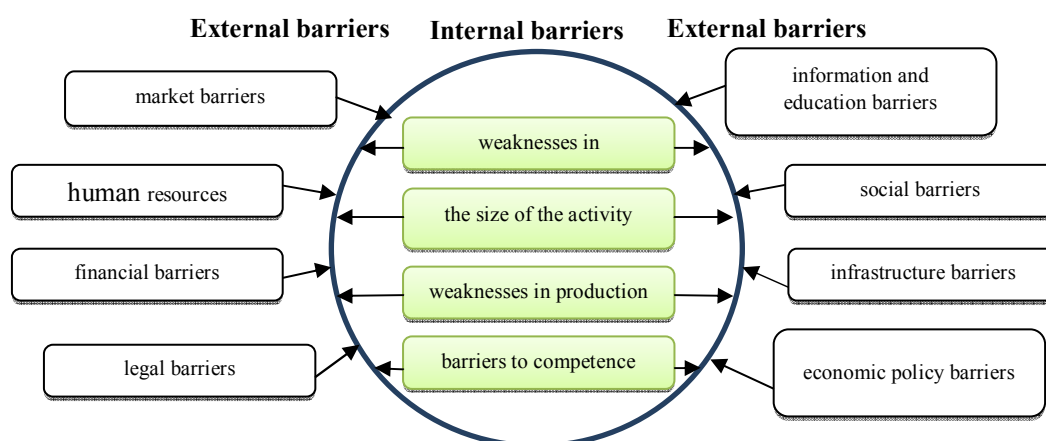 External barriers Internal barriers External barriers
market barriers
human resources
financial barriers
legal barriers
weaknesses in
the size of the activity
weaknesses in production
barriers to competence
information and
education barriers
social barriers
infrastructure barriers
economic policy barriers